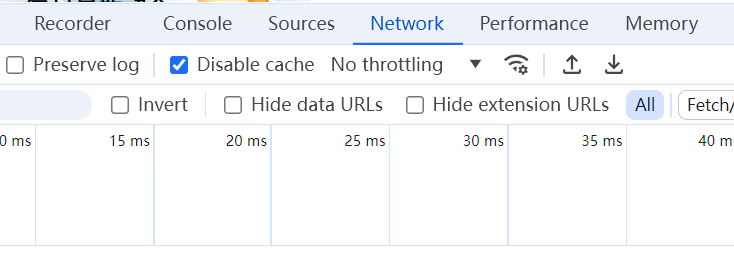 Recorder Console Sources Network Performance Memory
Preserve log Disable cache No throttling
Invert Hide data URLs Hide extension URLs All Fetch/
0 ms 15 ms 20 ms 25 ms 30 ms 35 ms 40 m